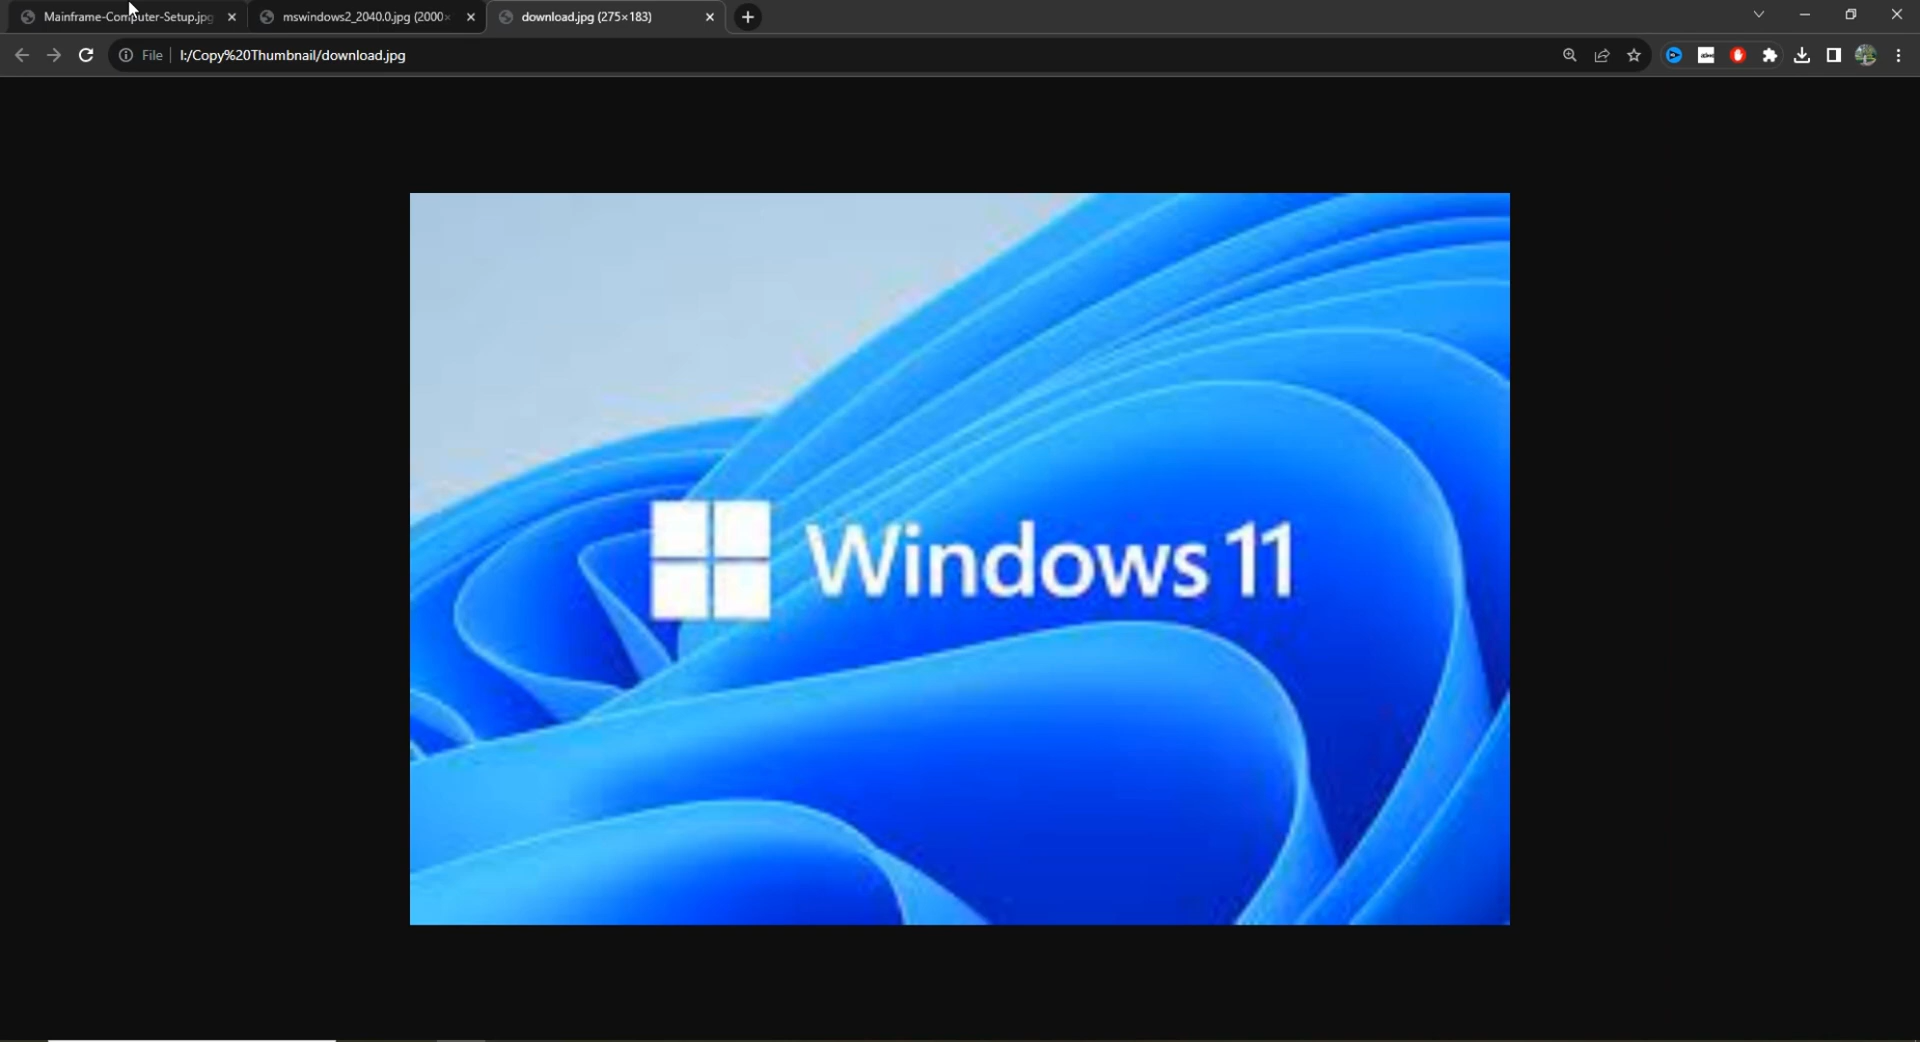 Mainframe-Computer-Setup.jpg
mswindows2_2040.0.jpg (2000×
download.jpg (275×183)
File
I:/Copy%20Thumbnail/download.jpg
Windows 11